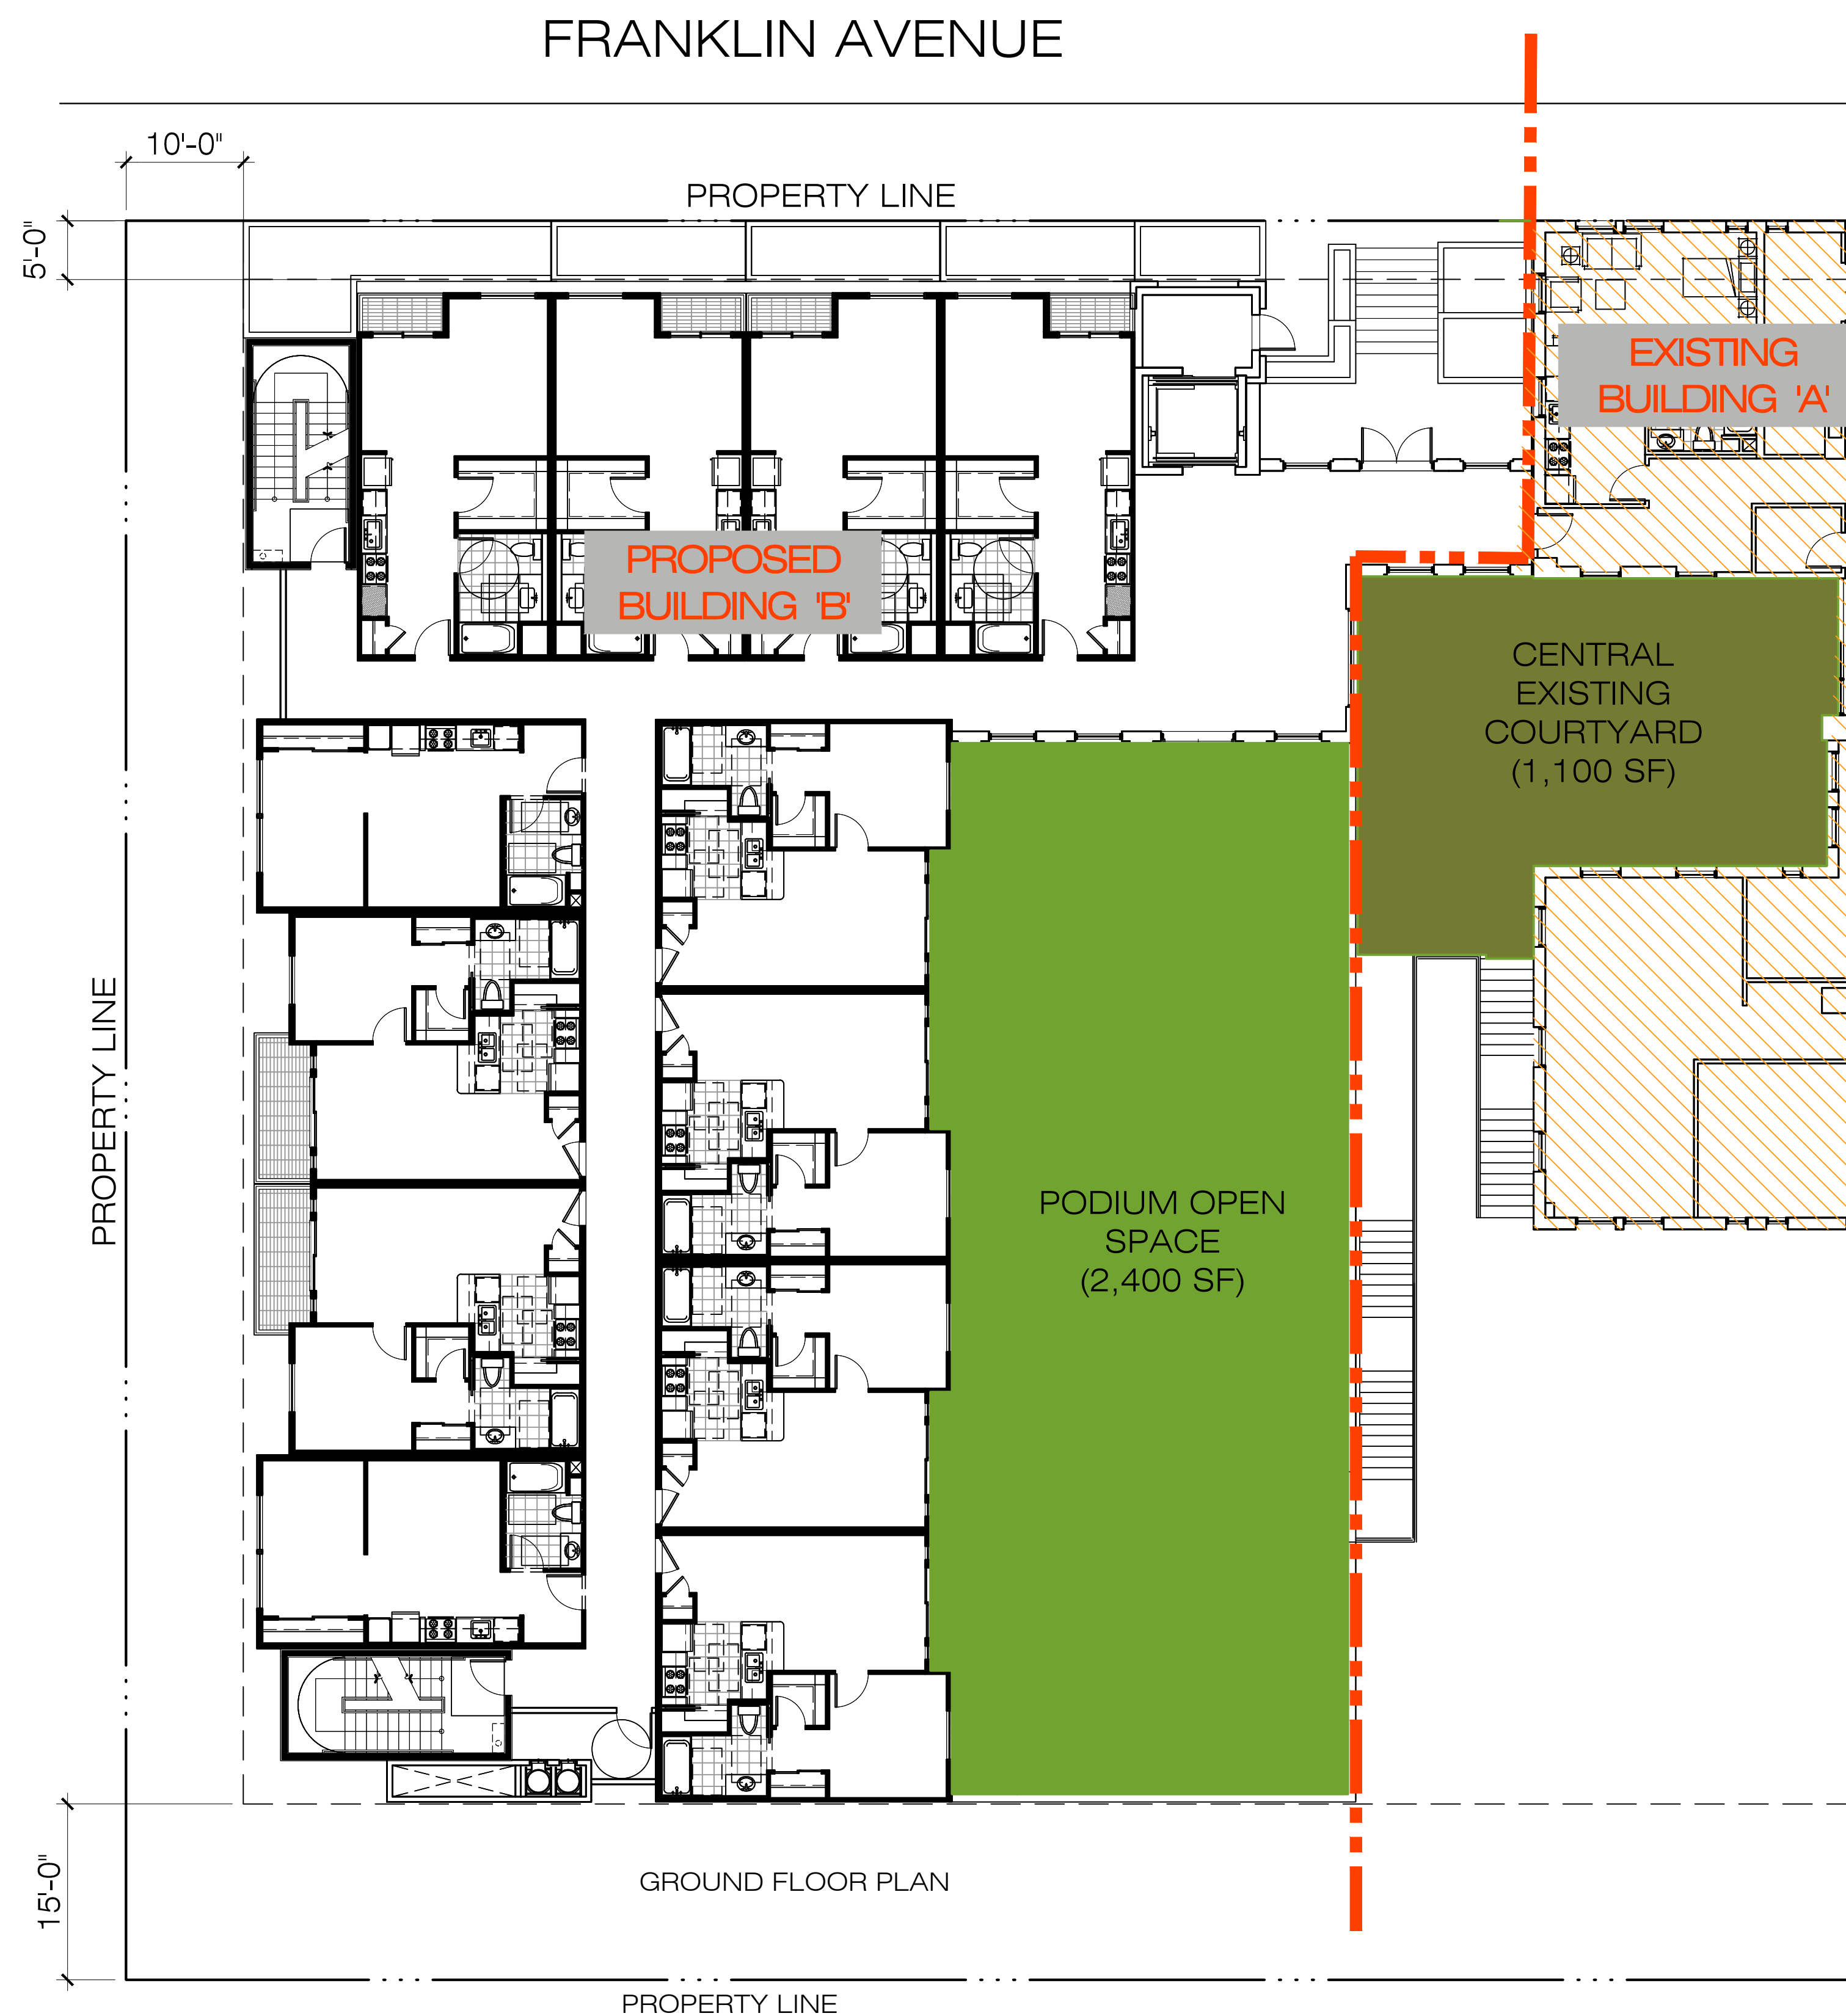 FRANKLIN AVENUE
10'-0"
PROPERTY LINE
5'-0"
EXISTING
BUILDING 'A'
PROPOSED
BUILDING 'B'
CENTRAL
EXISTING
COURTYARD
(1,100 SF)
PROPERTY LINE
PODIUM OPEN
SPACE
(2,400 SF)
15'-0"
GROUND FLOOR PLAN
PROPERTY LINE